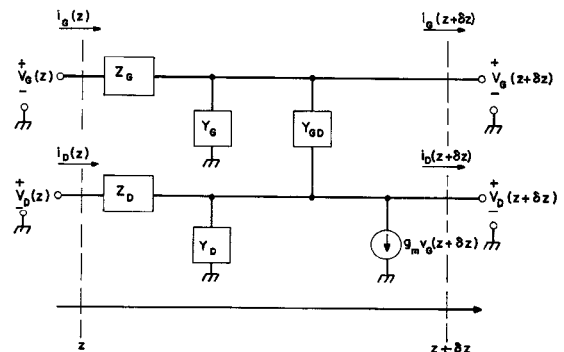 i_G(z)
i_G(z+δz)
+
V_G(z)
−
Z_G
+
V_G(z+δz)
−
Y_G
Y_GD
i_D(z)
i_D(z+δz)
+
V_D(z)
−
Z_D
+
V_D(z+δz)
−
Y_D
g_m v_G(z+δz)
z
z+δz